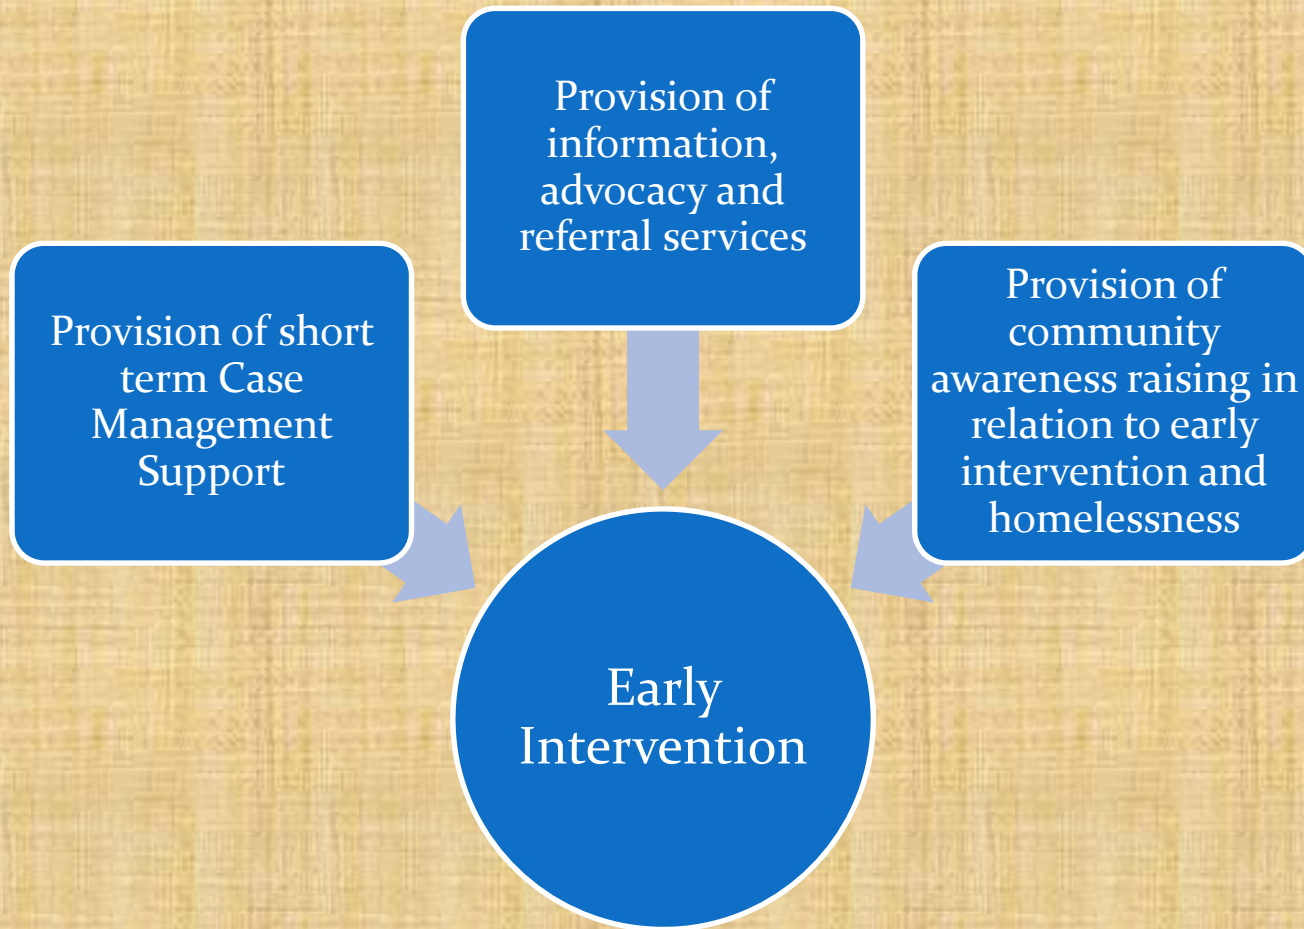 Provision of
information,
advocacy and
referral services
Provision of short
term Case
Management
Support
Provision of
community
awareness raising in
relation to early
intervention and
homelessness
Early
Intervention